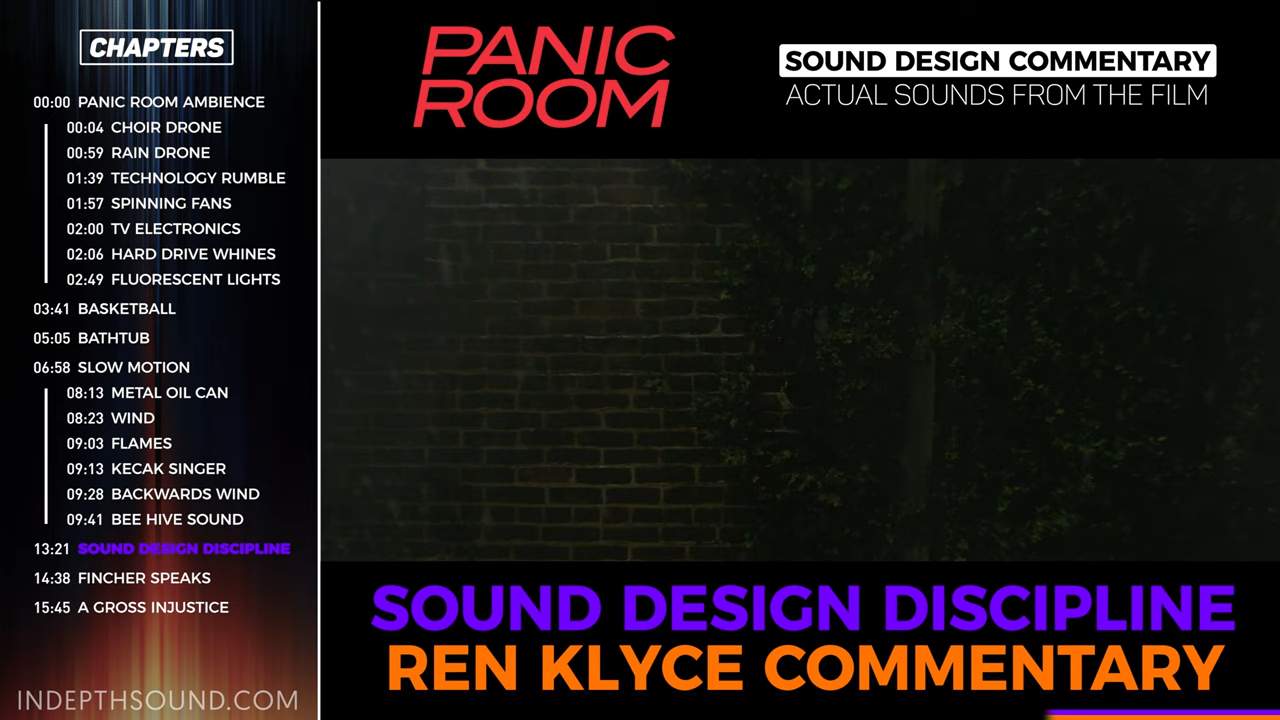 CHAPTERS
00:00 PANIC ROOM AMBIENCE
00:04 CHOIR DRONE
00:59 RAIN DRONE
01:39 TECHNOLOGY RUMBLE
01:57 SPINNING FANS
02:00 TV ELECTRONICS
02:06 HARD DRIVE WHINES
02:49 FLUORESCENT LIGHTS
03:41 BASKETBALL
05:05 BATHTUB
06:58 SLOW MOTION
08:13 METAL OIL CAN
08:23 WIND
09:03 FLAMES
09:13 KECAK SINGER
09:28 BACKWARDS WIND
09:41 BEE HIVE SOUND
13:21 SOUND DESIGN DISCIPLINE
14:38 FINCHER SPEAKS
15:45 A GROSS INJUSTICE
INDEPTHSOUND.COM
PANIC
ROOM
SOUND DESIGN COMMENTARY
ACTUAL SOUNDS FROM THE FILM
SOUND DESIGN DISCIPLINE
REN KLYCE COMMENTARY